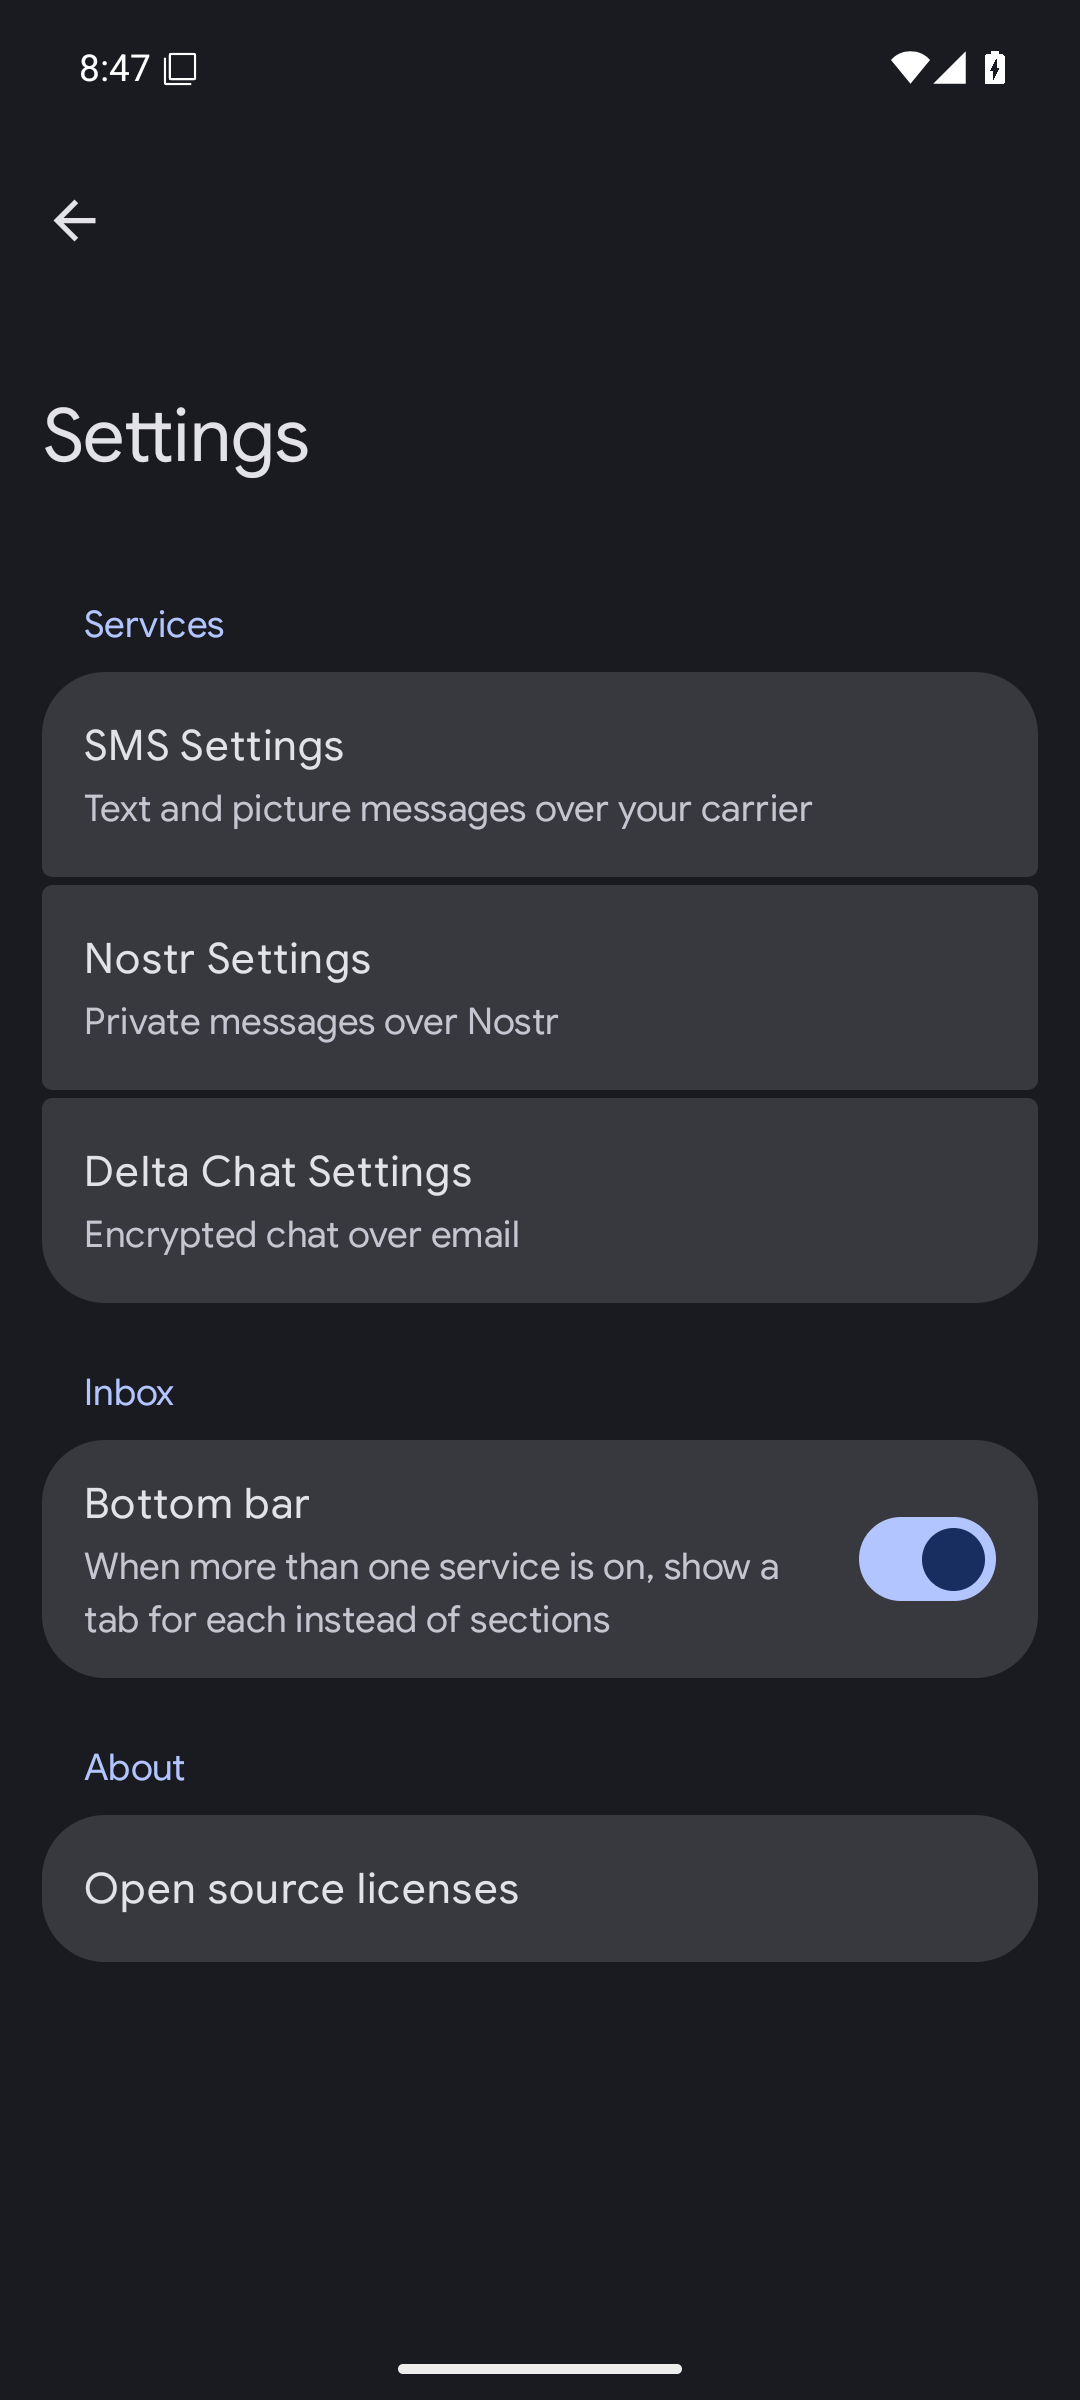 8:47
Settings
Services
SMS Settings
Text and picture messages over your carrier
Nostr Settings
Private messages over Nostr
Delta Chat Settings
Encrypted chat over email
Inbox
Bottom bar
When more than one service is on, show a
tab for each instead of sections
About
Open source licenses